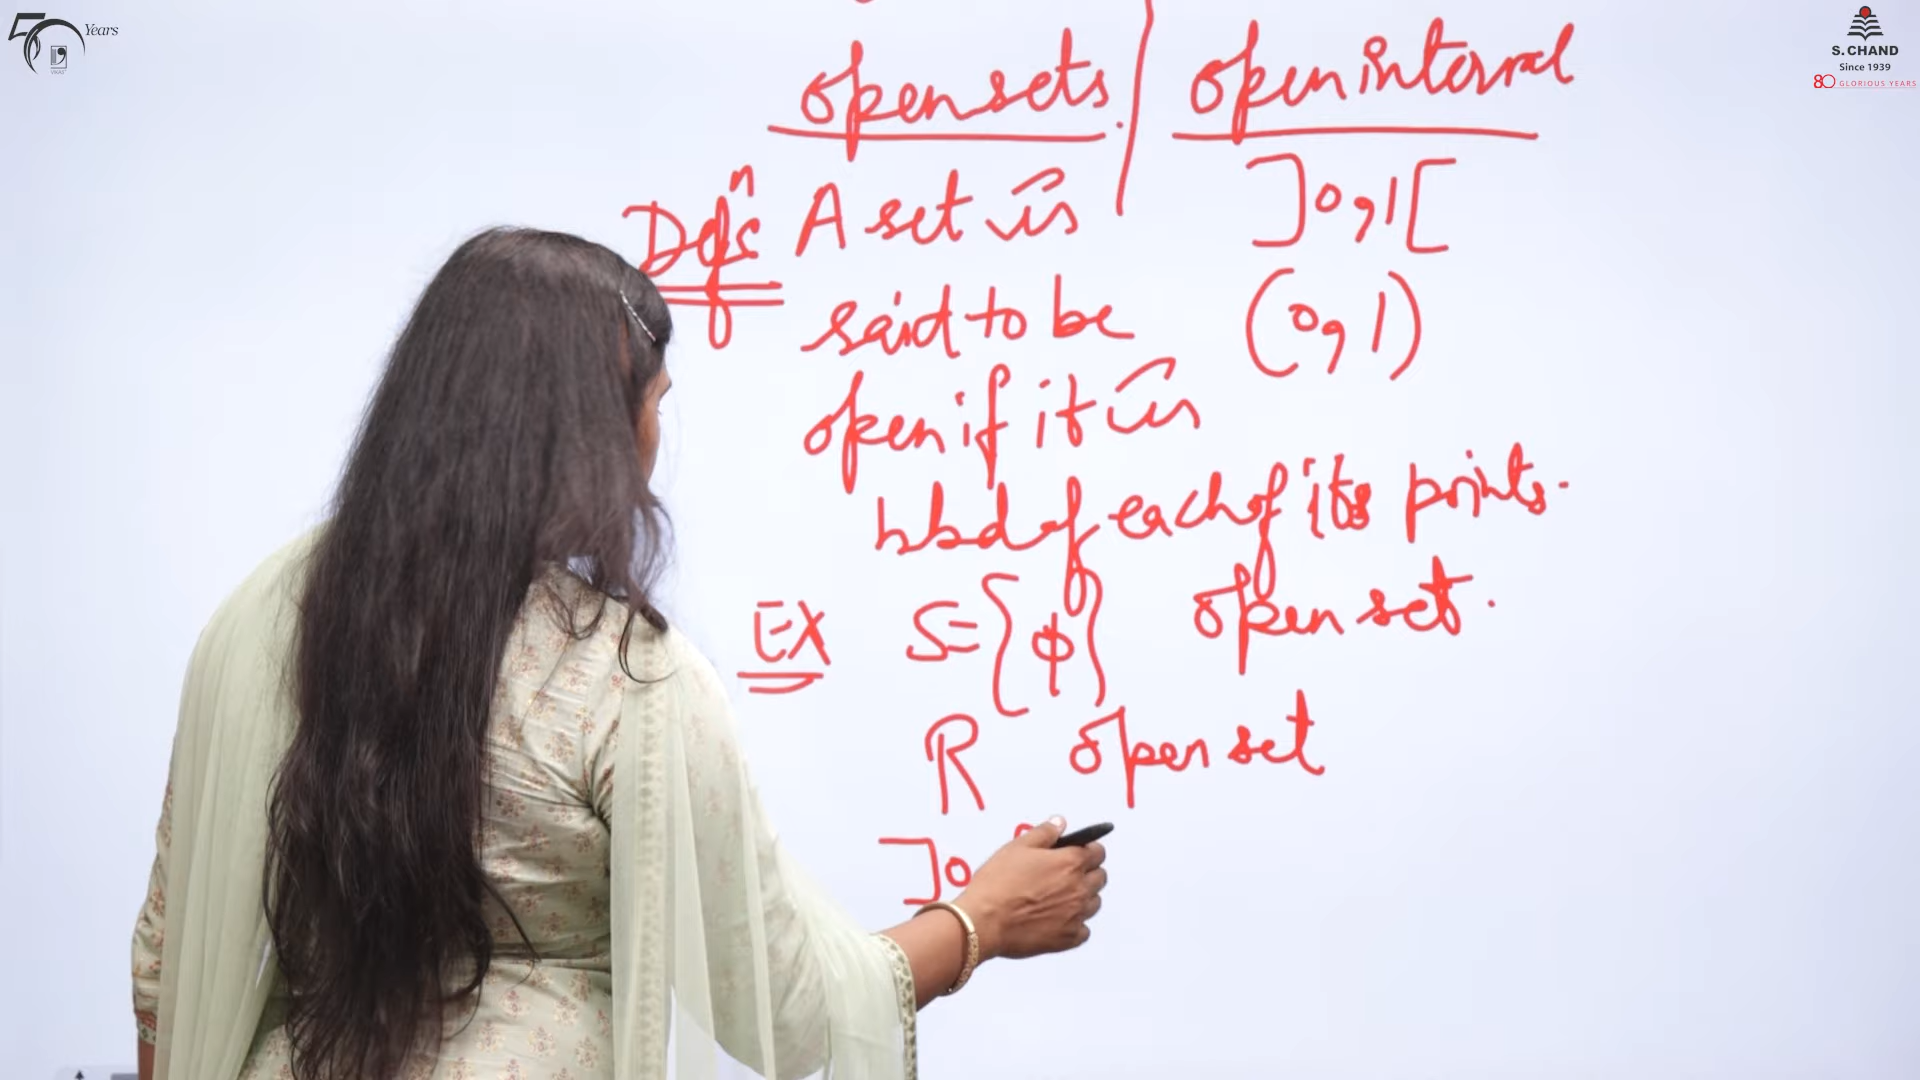 50 Years
VIKAS
S. CHAND
Since 1939
80 GLORIOUS YEARS
open sets. / open interval
Defn A set is
]0,1[
said to be
(0,1)
open if it is
nbd of each of its points.
EX S={φ} open set.
R open set
]0